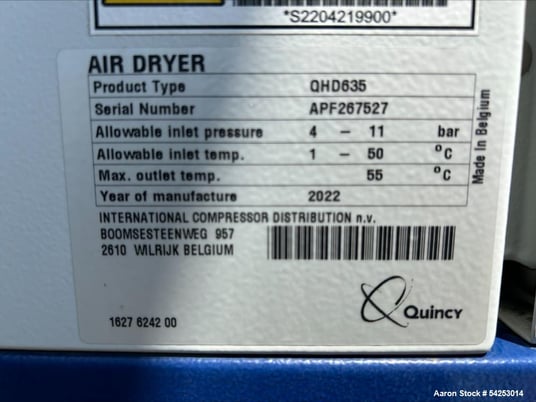 *S2204219900*
AIR DRYER
Product Type QHD635
Serial Number APF267527
Allowable inlet pressure 4 – 11 bar
Allowable inlet temp. 1 – 50 °C
Max. outlet temp. 55 °C
Year of manufacture 2022
Made In Belgium
INTERNATIONAL COMPRESSOR DISTRIBUTION n.v.
BOOMSESTEENWEG 957
2610 WILRIJK BELGIUM
Quincy
1627 6242 00
Aaron Stock # 54253014